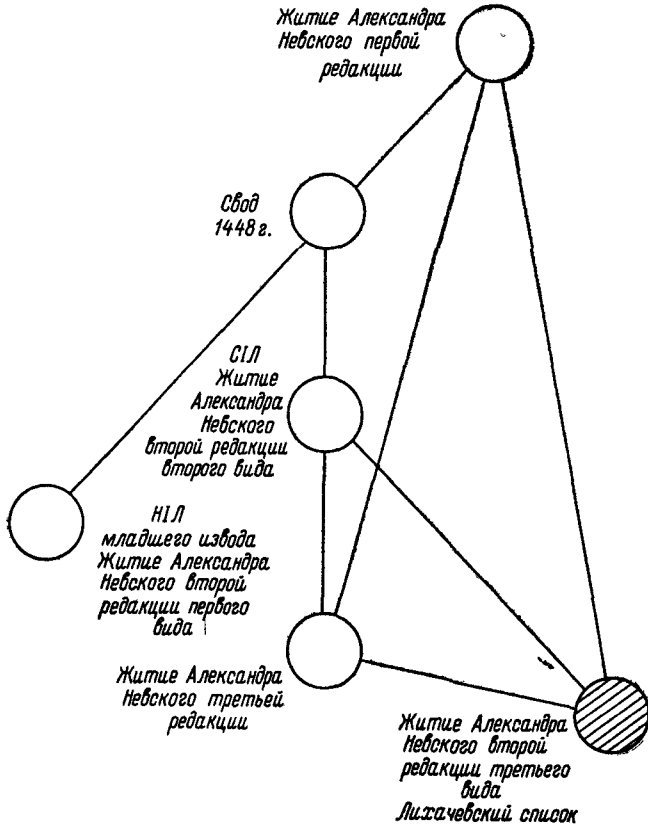 Житие Александра
Невского первой
редакции
Свод
1448 г.
СIЛ
Житие
Александра
Невского
второй редакции
второго вида
НIЛ
младшего извода
Житие Александра
Невского второй
редакции первого
вида
Житие Александра
Невского третьей
редакции
Житие Александра
Невского второй
редакции третьего
вида
Лихачевский список